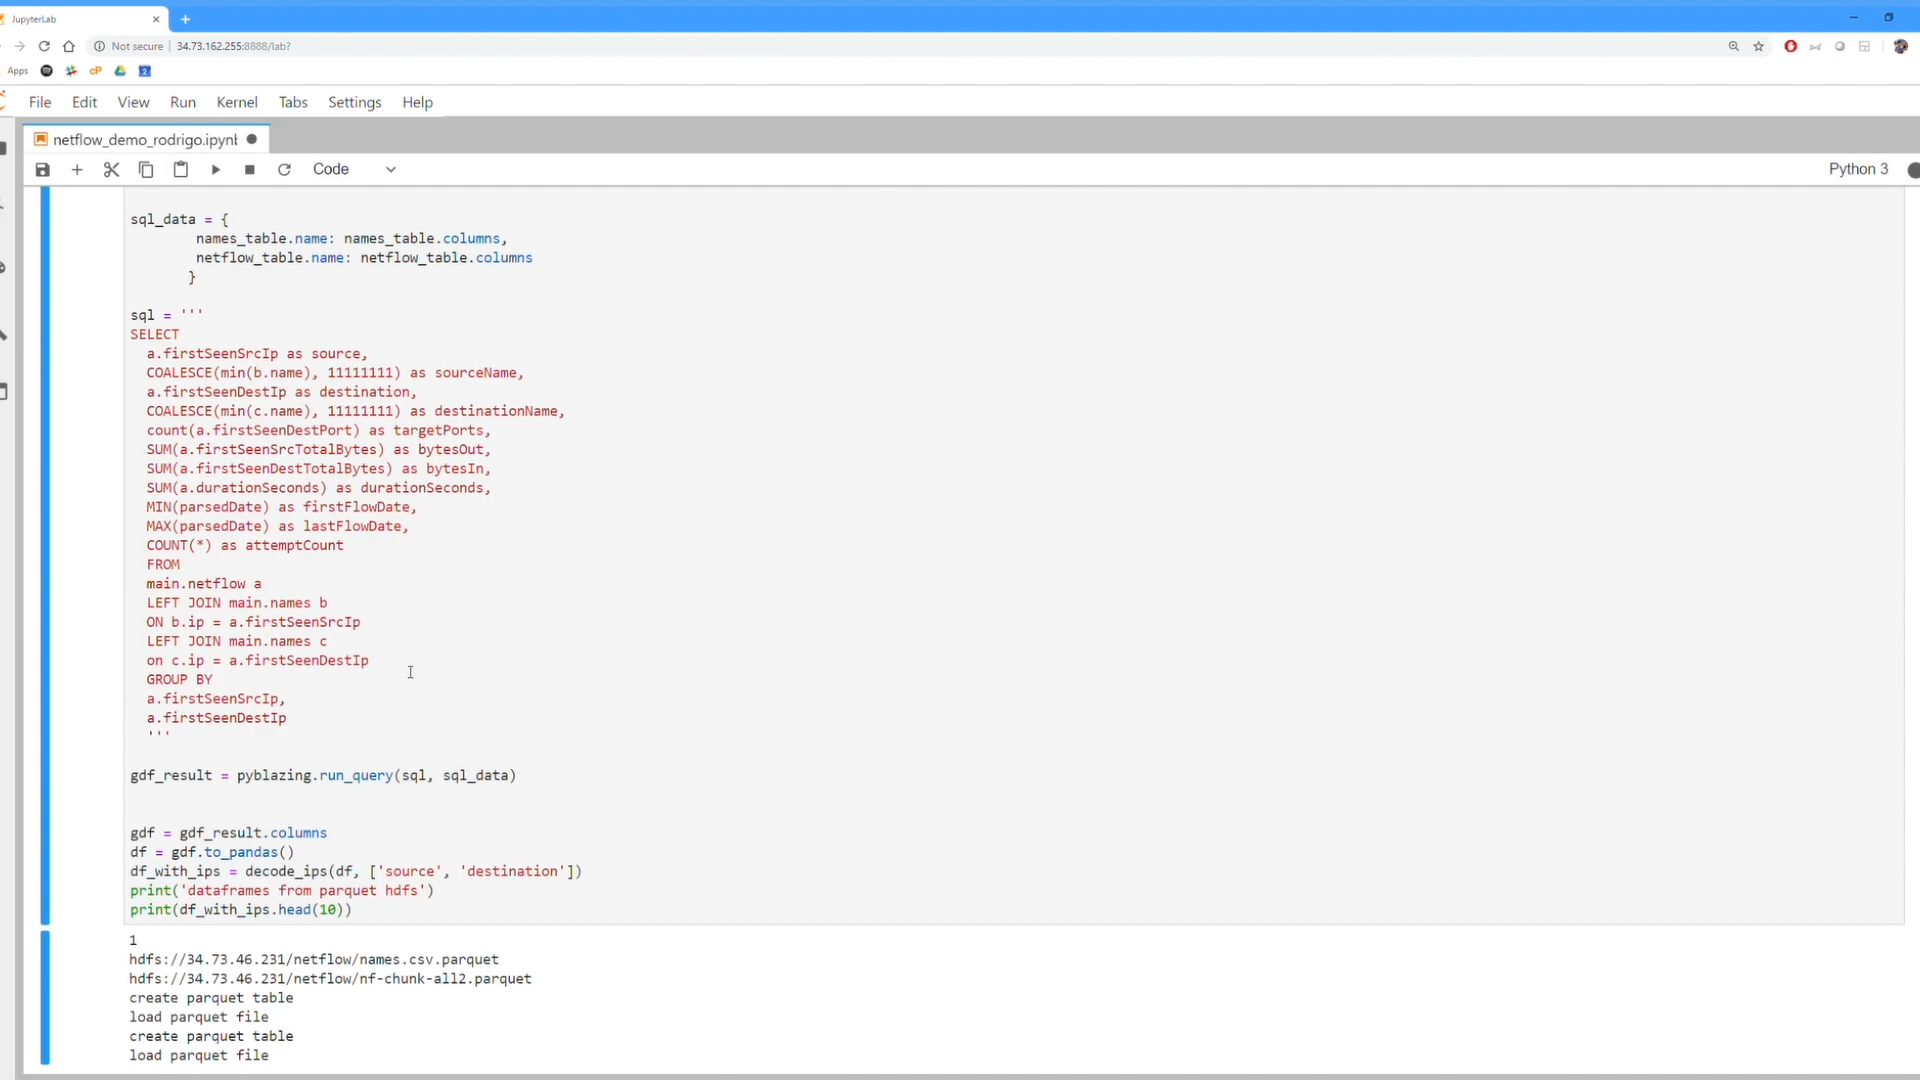 JupyterLab
Not secure | 34.73.162.255:8888/lab?
Apps
File Edit View Run Kernel Tabs Settings Help
netflow_demo_rodrigo.ipynb
Code
Python 3
sql_data = {
names_table.name: names_table.columns,
netflow_table.name: netflow_table.columns
}
sql = '''
SELECT
a.firstSeenSrcIp as source,
COALESCE(min(b.name), 11111111) as sourceName,
a.firstSeenDestIp as destination,
COALESCE(min(c.name), 11111111) as destinationName,
count(a.firstSeenDestPort) as targetPorts,
SUM(a.firstSeenSrcTotalBytes) as bytesOut,
SUM(a.firstSeenDestTotalBytes) as bytesIn,
SUM(a.durationSeconds) as durationSeconds,
MIN(parsedDate) as firstFlowDate,
MAX(parsedDate) as lastFlowDate,
COUNT(*) as attemptCount
FROM
main.netflow a
LEFT JOIN main.names b
ON b.ip = a.firstSeenSrcIp
LEFT JOIN main.names c
on c.ip = a.firstSeenDestIp
GROUP BY
a.firstSeenSrcIp,
a.firstSeenDestIp
'''
gdf_result = pyblazing.run_query(sql, sql_data)
gdf = gdf_result.columns
df = gdf.to_pandas()
df_with_ips = decode_ips(df, ['source', 'destination'])
print('dataframes from parquet hdfs')
print(df_with_ips.head(10))
1
hdfs://34.73.46.231/netflow/names.csv.parquet
hdfs://34.73.46.231/netflow/nf-chunk-all2.parquet
create parquet table
load parquet file
create parquet table
load parquet file